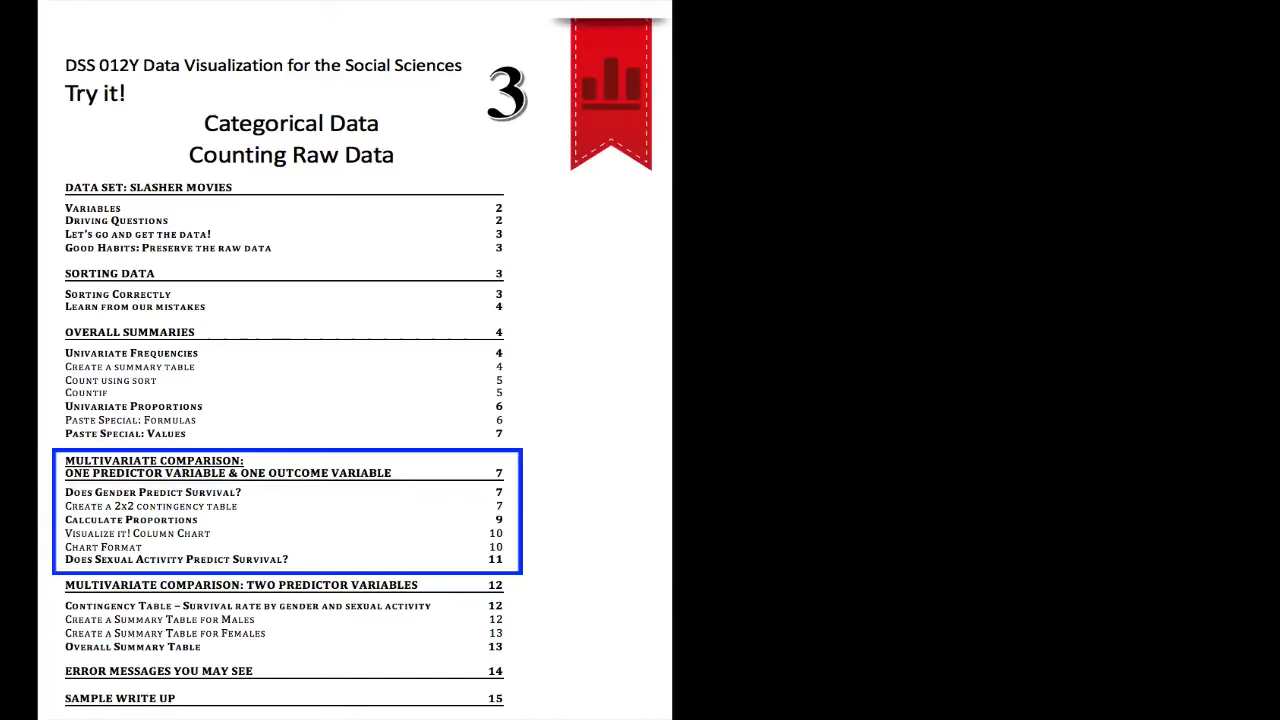 DSS 012Y Data Visualization for the Social Sciences
Try it!
3
Categorical Data
Counting Raw Data
DATA SET: SLASHER MOVIES
VARIABLES 2
DRIVING QUESTIONS 2
LET'S GO AND GET THE DATA! 3
GOOD HABITS: PRESERVE THE RAW DATA 3
SORTING DATA 3
SORTING CORRECTLY 3
LEARN FROM OUR MISTAKES 4
OVERALL SUMMARIES 4
UNIVARIATE FREQUENCIES 4
CREATE A SUMMARY TABLE 4
COUNT USING SORT 5
COUNTIF 5
UNIVARIATE PROPORTIONS 6
PASTE SPECIAL: FORMULAS 6
PASTE SPECIAL: VALUES 7
MULTIVARIATE COMPARISON:
ONE PREDICTOR VARIABLE & ONE OUTCOME VARIABLE 7
DOES GENDER PREDICT SURVIVAL? 7
CREATE A 2X2 CONTINGENCY TABLE 7
CALCULATE PROPORTIONS 9
VISUALIZE IT! COLUMN CHART 10
CHART FORMAT 10
DOES SEXUAL ACTIVITY PREDICT SURVIVAL? 11
MULTIVARIATE COMPARISON: TWO PREDICTOR VARIABLES 12
CONTINGENCY TABLE – SURVIVAL RATE BY GENDER AND SEXUAL ACTIVITY 12
CREATE A SUMMARY TABLE FOR MALES 12
CREATE A SUMMARY TABLE FOR FEMALES 13
OVERALL SUMMARY TABLE 13
ERROR MESSAGES YOU MAY SEE 14
SAMPLE WRITE UP 15